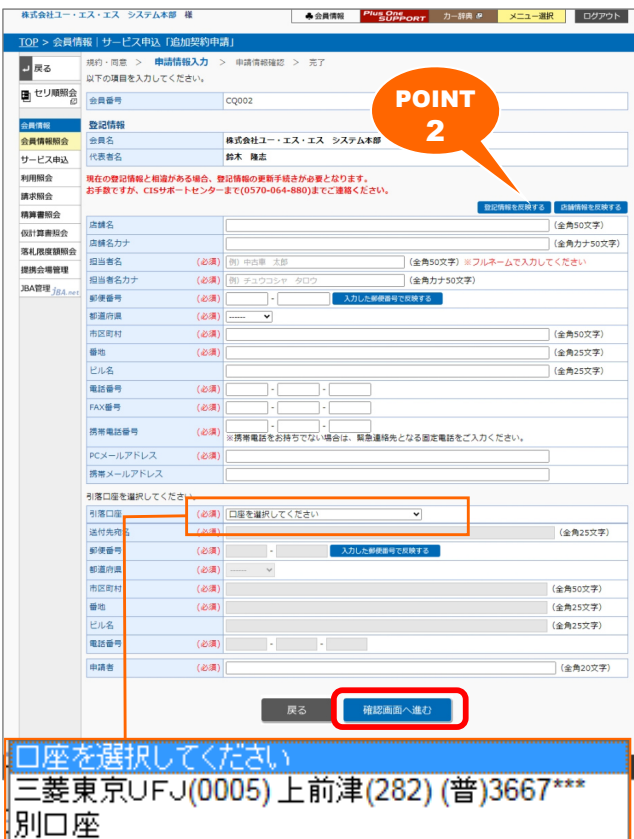 株式会社ユー・エス・エス システム本部 様
会員情報 Plus One SUPPORT カー辞典 メニュー選択 ログアウト
TOP > 会員情報｜サービス申込「追加契約申請」
戻る
セリ順照会
会員情報
会員情報照会
サービス申込
利用照会
請求照会
精算書照会
仮計算書照会
落札限度額照会
提携会場管理
JBA管理 JBA.net
規約・同意 > 申請情報入力 > 申請情報確認 > 完了
以下の項目を入力してください。
会員番号 CQ002
POINT
2
登記情報
会員名 株式会社ユー・エス・エス システム本部
代表者名 鈴木 隆志
現在の登記情報と相違がある場合、登記情報の更新手続きが必要となります。
お手数ですが、CISサポートセンターまで(0570-064-880)までご連絡ください。
登記情報を反映する 店舗情報を反映する
店舗名 (全角50文字)
店舗名カナ (全角カナ50文字)
担当者名 (必須) 例）中古車 太郎 (全角50文字) ※フルネームで入力してください
担当者名カナ (必須) 例）チュウコシャ タロウ (全角カナ50文字)
郵便番号 (必須) - 入力した郵便番号で反映する
都道府県 (必須) ------
市区町村 (必須) (全角50文字)
番地 (必須) (全角25文字)
ビル名 (全角25文字)
電話番号 (必須) - -
FAX番号 (必須) - -
携帯電話番号 (必須) - -
※携帯電話をお持ちでない場合は、緊急連絡先となる固定電話をご入力ください。
PCメールアドレス (必須)
携帯メールアドレス
引落口座を選択してください。
引落口座 (必須) 口座を選択してください
送付先宛名 (必須) (全角25文字)
郵便番号 (必須) - 入力した郵便番号で反映する
都道府県 (必須) ------
市区町村 (必須) (全角50文字)
番地 (必須) (全角25文字)
ビル名 (全角25文字)
電話番号 (必須) - -
申請者 (必須) (全角20文字)
戻る 確認画面へ進む
口座を選択してください
三菱東京UFJ(0005) 上前津(282) (普)3667***
別口座